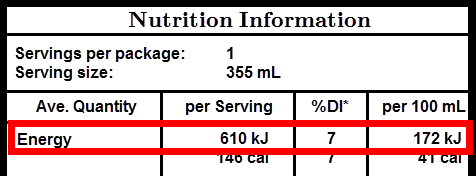 Nutrition Information
Servings per package: 1
Serving size: 355 mL
Ave. Quantity per Serving %DI* per 100 mL
Energy 610 kJ 7 172 kJ
146 cal 7 41 cal